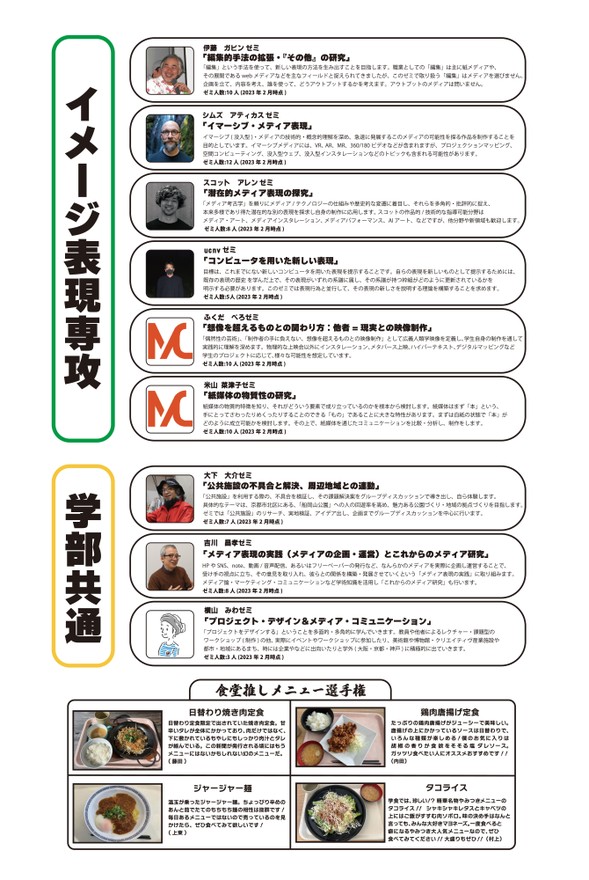 イメージ表現専攻
伊藤 ガビン ゼミ
「編集的手法の拡張・『その他』の研究」
「編集」という手法を使って、新しい表現の方法を生み出すことを目指します。職業としての「編集」は主に紙メディアや、
その周期である web メディアなどを主なフィールドと捉えられてきましたが、このゼミで取り扱う「編集」はメディアを選びません。
企画を立て、内容を考え、誰を狙って、どうアウトプットするかを考えます。アウトプットのメディアは問いません。
ゼミ人数:10 人 (2023 年 2 月時点)
シムズ アティカスゼミ
「イマーシブ・メディア表現」
イマーシブ ( 没入型 )・メディアの技術的・概念的理解を深め、急速に発展するこのメディアの可能性を探る作品を制作することを
目的としています。イマーシブメディアには、VR、AR、MR、360/180 ビデオなどが含まれますが、プロジェクションマッピング、
空間コンピューティング、没入型ウェブ、没入型インスタレーションなどのトピックも含まれる可能性があります。
ゼミ人数:12 人 (2023 年 2 月時点)
スコット アレンゼミ
「潜在的メディア表現の探究」
「メディア考古学」を頼りにメディア / テクノロジーの仕組みや歴史的な変遷に着目し、それらを多角的・批評的に捉え、
本来多様であり得た潜在的な別の表現を探求し自身の制作に応用します。スコットの作品的 / 技術的な指導可能分野は
メディア・アート、メディアインスタレーション、メディアパフォーマンス、AI アート、などですが、他分野や新領域も歓迎します。
ゼミ人数:8 人 (2023 年 2 月時点)
ucnv ゼミ
「コンピュータを用いた新しい表現」
目標は、これまでにない新しいコンピュータを用いた表現を提示することです。自らの表現を新しいものとして提示するためには、
既存の表現の歴史 を学んだ上で、その表現がいずれの系譜に属し、その系譜が持つ枠組がどのように更新されているかを
明示する必要があります。このゼミでは表現行為と並行して、その表現の新しさを説明する理論を構築することを求めます。
ゼミ人数:5人 (2023 年 2 月時点)
ふくだ ぺろゼミ
「想像を超えるものとの関わり方:他者 = 現実との映像制作」
「偶然性の芸術」、「制作者の手に負えない、想像を超えるものとの映像制作」として広義人類学映像を定義し、学生自身の制作を通して
実践的に理解を深めます。物理的な上映会以外にインスタレーション、メタバース上映、ハイパーテキスト、デジタルマッピングなど
学生のプロジェクトに応じて、様々な可能性を想定しています。
ゼミ人数:10 人 (2023 年 2 月時点)
米山 菜津子ゼミ
「紙媒体の物質性の研究」
紙媒体の物質的特徴を知り、それがどういう要素で成り立っているのかを根本から検討します。紙媒体はまず「本」という、
手にとってさわったりめくったりすることのできる「もの」であることに大きな特性があります。まずは白紙の状態で「本」が
どのように成立可能かを検討します。その上で、紙媒体を通じたコミュニケーションを比較・分析し、制作をします。
ゼミ人数:10 人 (2023 年 2 月時点)
学部共通
大下 大介ゼミ
「公共施設の不具合と解決、周辺地域との連動」
「公共施設」を利用する際の、不具合を検証し、その課題解決案をグループディスカッションで導き出し、自ら体験します。
具体的なテーマは、京都市北区にある、「船岡山公園」への人の回遊率を高め、魅力ある公園づくり・地域の拠点づくりを目指します。
ゼミでは「公共施設」のリサーチ、実地検証、アイデア出し、企画までグループディスカッションを中心に行います。
ゼミ人数:7 人 (2023 年 2 月時点)
吉川 昌孝ゼミ
「メディア表現の実践(メディアの企画・運営)とこれからのメディア研究」
HP や SNS、note、動画 / 音声配信、あるいはフリーペーパーの発行など、なんらかのメディアを実際に企画し運営することで、
受け手の視点に立ち、その意見を取り入れ、彼らとの関係を構築・発展させていくという「メディア表現の実践」に取り組みます。
メディア論・マーケティング・コミュニケーションなど学術知識を活用し「これからのメディア研究」も行います。
ゼミ人数:8 人 (2023 年 2 月時点)
横山 みわゼミ
「プロジェクト・デザイン&メディア・コミュニケーション」
「プロジェクトをデザインする」ということを多面的・多角的に学んでいきます。教員や他者によるレクチャー・課題型の
ワークショップ ( 制作 ) の他、実際にイベントやワークショップに参加したり、美術館や博物館・クリエイティヴ産業施設や
都市・地域にあるまち、時には企業やなどに出向いたりと学外 ( 大阪・京都・神戸 ) に積極的に出ていきます。
ゼミ人数:3 人 (2023 年 2 月時点)
食堂推しメニュー選手権
日替わり焼き肉定食
日替わり定食限定で出されていた焼き肉定食。甘
辛いタレが全体にかかっており、肉だけではなく、
下に敷かれているもやしにもしっかり肉汁とタレ
が絡んでいる。この新聞が発行される頃にはもう
メニューにはないかもしれない幻のメニューだ。
(藤田)
鶏肉唐揚げ定食
たっぷりの鶏肉唐揚げがジューシーで美味しい。
唐揚げの上にかかっているソースは日替わりで、
いろんな種類が楽しめる!僕のお気に入りは
胡椒の香りが食欲をそそる塩ダレソース。
ガッツリ食べたい人にオススメおすすめです!!
(内田)
ジャージャー麺
温玉が乗ったジャージャー麺。ちょっぴり辛めの
あんと茹でたてのもちもち麺の相性は抜群です!
毎日あるメニューではないので売っているのを見
かけたら、ぜひ食べてみて欲しいです!
(上東)
タコライス
学食では、珍しい!? 精華名物やみつきメニューの
タコライス!! シャキシャキレタスとキャベツの
上にはご飯がすすむ肉ソボロ。味の決め手はなんと
言っても、みんな大好きマヨネーズ。一度食べると
癖になるやみつき大人気メニューなので、ぜひ
食べてみてください!!大盛りもぜひ!!(村上)